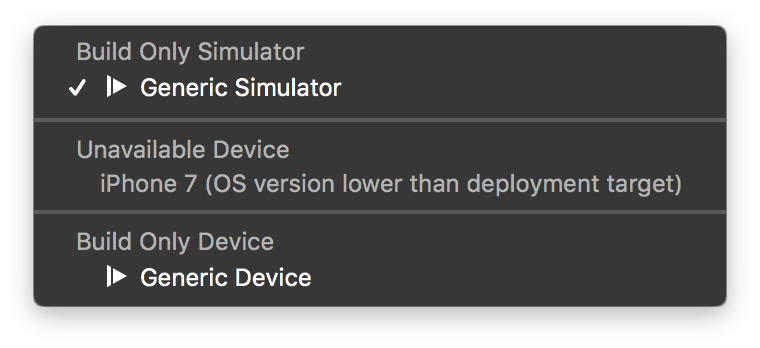 Build Only Simulator
Generic Simulator
Unavailable Device
iPhone 7 (OS version lower than deployment target)
Build Only Device
Generic Device